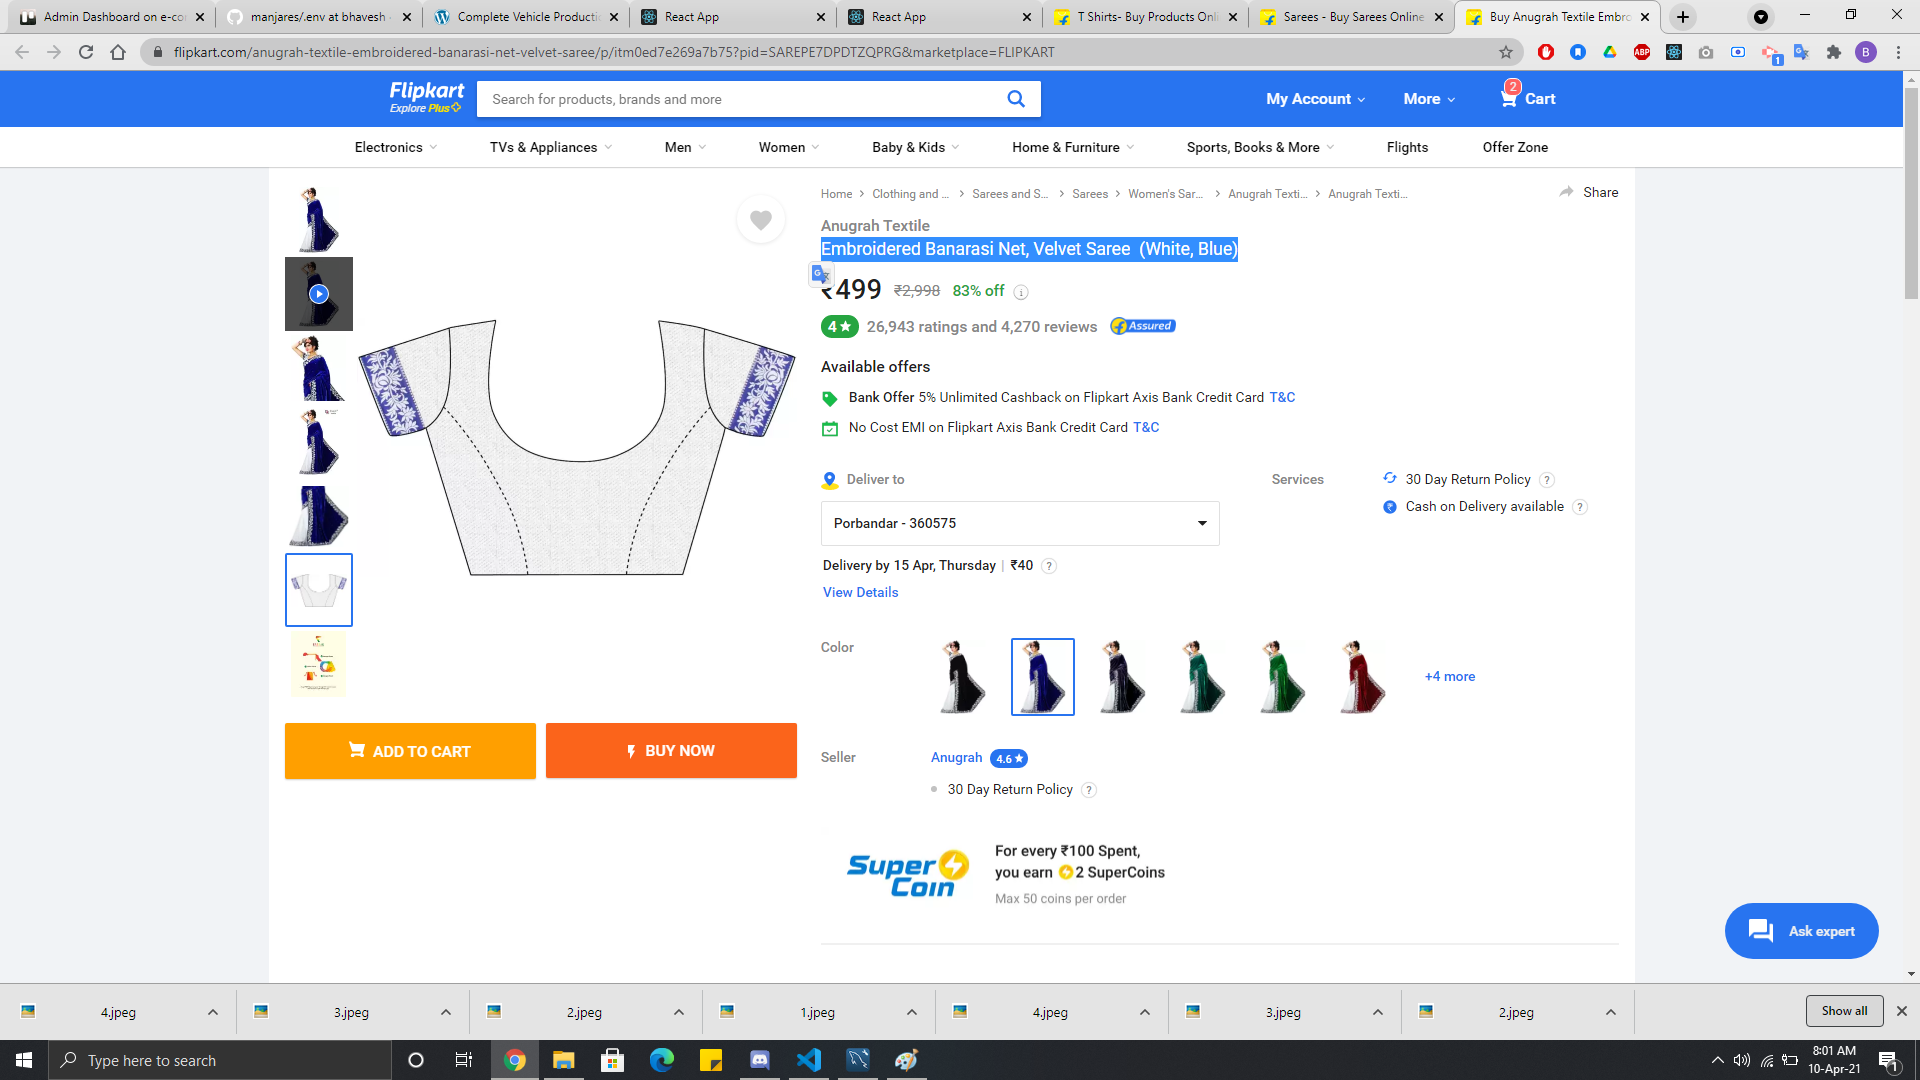 Admin Dashboard on e-co
manjares/.env at bhavesh
Complete Vehicle Producti
React App
React App
T Shirts- Buy Products Onl
Sarees - Buy Sarees Online
Buy Anugrah Textile Embro
flipkart.com/anugrah-textile-embroidered-banarasi-net-velvet-saree/p/itm0ed7e269a7b75?pid=SAREPE7DPDTZQPRG&marketplace=FLIPKART
ABP
1
B
Flipkart
Explore Plus
Search for products, brands and more
My Account
More
2
Cart
Electronics
TVs & Appliances
Men
Women
Baby & Kids
Home & Furniture
Sports, Books & More
Flights
Offer Zone
Home > Clothing and ... > Sarees and S... > Sarees > Women's Sar... > Anugrah Texti... > Anugrah Texti...
Share
Anugrah Textile
Embroidered Banarasi Net, Velvet Saree (White, Blue)
₹499 ₹2,998 83% off
4 ★ 26,943 ratings and 4,270 reviews Assured
Available offers
Bank Offer 5% Unlimited Cashback on Flipkart Axis Bank Credit Card T&C
No Cost EMI on Flipkart Axis Bank Credit Card T&C
Deliver to
Porbandar - 360575
Delivery by 15 Apr, Thursday | ₹40 ?
View Details
Services
30 Day Return Policy ?
Cash on Delivery available ?
Color
+4 more
ADD TO CART
BUY NOW
Seller
Anugrah 4.6 ★
30 Day Return Policy ?
Super Coin
For every ₹100 Spent,
you earn 2 SuperCoins
Max 50 coins per order
Ask expert
4.jpeg
3.jpeg
2.jpeg
1.jpeg
4.jpeg
3.jpeg
2.jpeg
Show all
Type here to search
8:01 AM
10-Apr-21
1